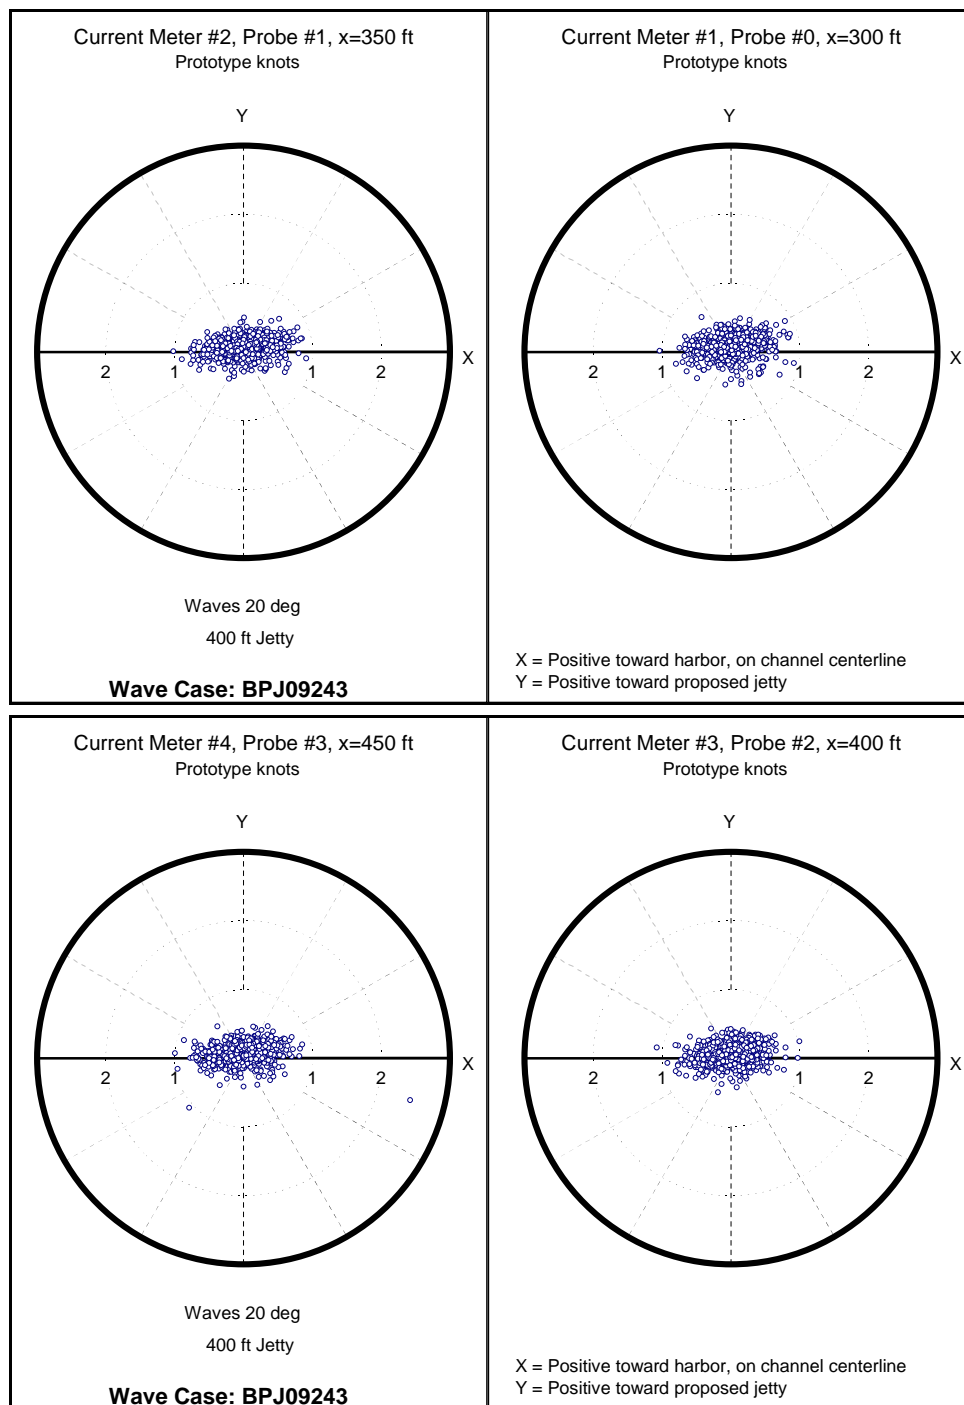 Current Meter #2, Probe #1, x=350 ft
Prototype knots
Y
X
2 1 1 2
Waves 20 deg
400 ft Jetty
Wave Case: BPJ09243
Current Meter #1, Probe #0, x=300 ft
Prototype knots
Y
X
2 1 1 2
X = Positive toward harbor, on channel centerline
Y = Positive toward proposed jetty
Current Meter #4, Probe #3, x=450 ft
Prototype knots
Y
X
2 1 1 2
Waves 20 deg
400 ft Jetty
Wave Case: BPJ09243
Current Meter #3, Probe #2, x=400 ft
Prototype knots
Y
X
2 1 1 2
X = Positive toward harbor, on channel centerline
Y = Positive toward proposed jetty